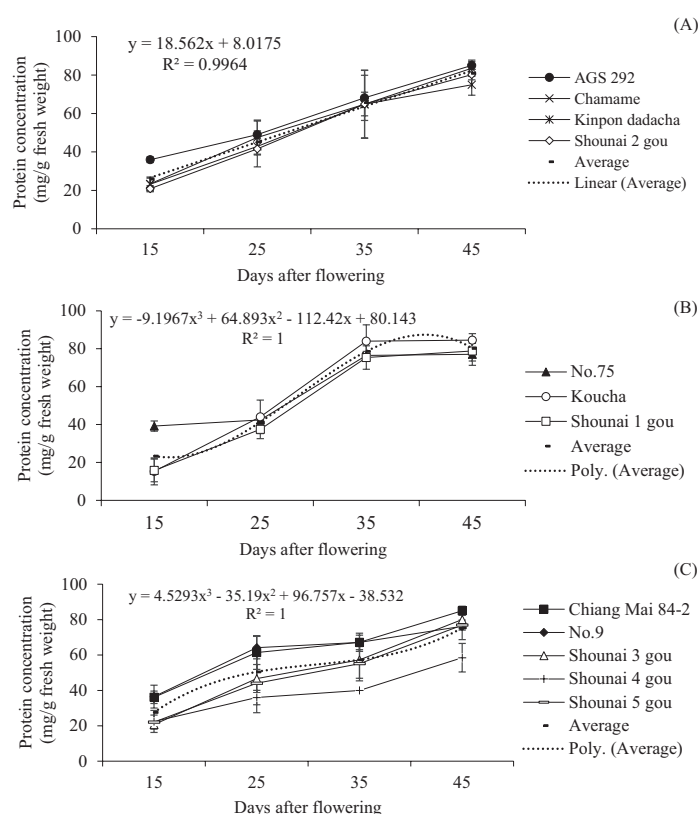 (A)
y = 18.562x + 8.0175
R² = 0.9964
Protein concentration
(mg/g fresh weight)
100
80
60
40
20
0
15 25 35 45
Days after flowering
AGS 292
Chamame
Kinpon dadacha
Shounai 2 gou
Average
Linear (Average)
(B)
y = -9.1967x³ + 64.893x² - 112.42x + 80.143
R² = 1
Protein concentration
(mg/g fresh weight)
100
80
60
40
20
0
15 25 35 45
Days after flowering
No.75
Koucha
Shounai 1 gou
Average
Poly. (Average)
(C)
y = 4.5293x³ - 35.19x² + 96.757x - 38.532
R² = 1
Protein concentration
(mg/g fresh weight)
100
80
60
40
20
0
15 25 35 45
Days after flowering
Chiang Mai 84-2
No.9
Shounai 3 gou
Shounai 4 gou
Shounai 5 gou
Average
Poly. (Average)